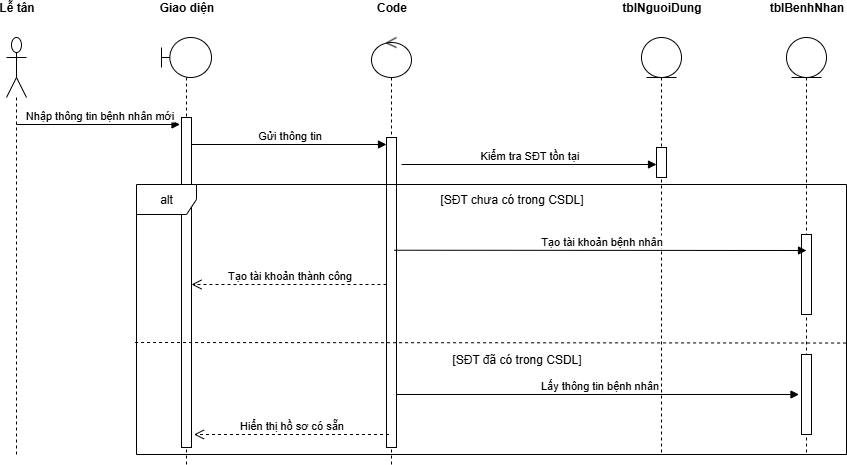 Lễ tân
Giao diện
Code
tblNguoiDung
tblBenhNhan
Nhập thông tin bệnh nhân mới
Gửi thông tin
Kiểm tra SĐT tồn tại
alt
[SĐT chưa có trong CSDL]
Tạo tài khoản bệnh nhân
Tạo tài khoản thành công
[SĐT đã có trong CSDL]
Lấy thông tin bệnh nhân
Hiển thị hồ sơ có sẵn